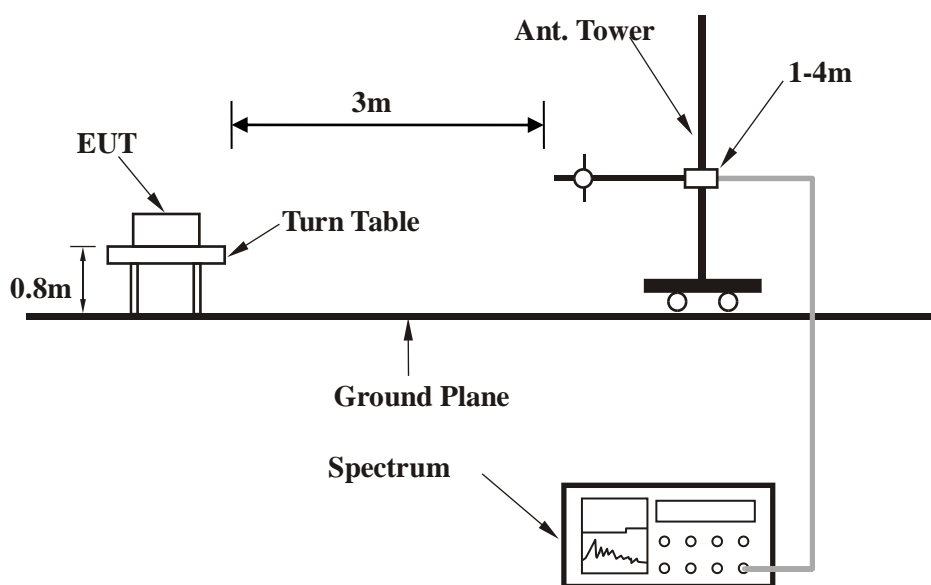 Ant. Tower
1-4m
3m
EUT
Turn Table
0.8m
Ground Plane
Spectrum